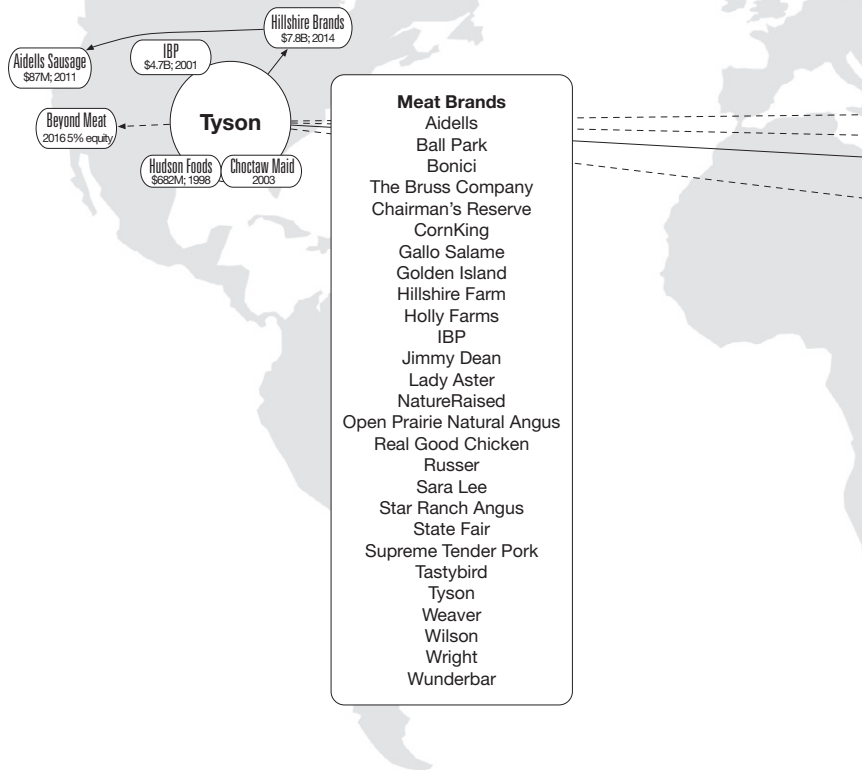 Hillshire Brands
$7.8B; 2014
IBP
$4.7B; 2001
Aidells Sausage
$87M; 2011
Beyond Meat
2016 5% equity
Tyson
Hudson Foods
$682M; 1998
Choctaw Maid
2003
Meat Brands
Aidells
Ball Park
Bonici
The Bruss Company
Chairman’s Reserve
CornKing
Gallo Salame
Golden Island
Hillshire Farm
Holly Farms
IBP
Jimmy Dean
Lady Aster
NatureRaised
Open Prairie Natural Angus
Real Good Chicken
Russer
Sara Lee
Star Ranch Angus
State Fair
Supreme Tender Pork
Tastybird
Tyson
Weaver
Wilson
Wright
Wunderbar